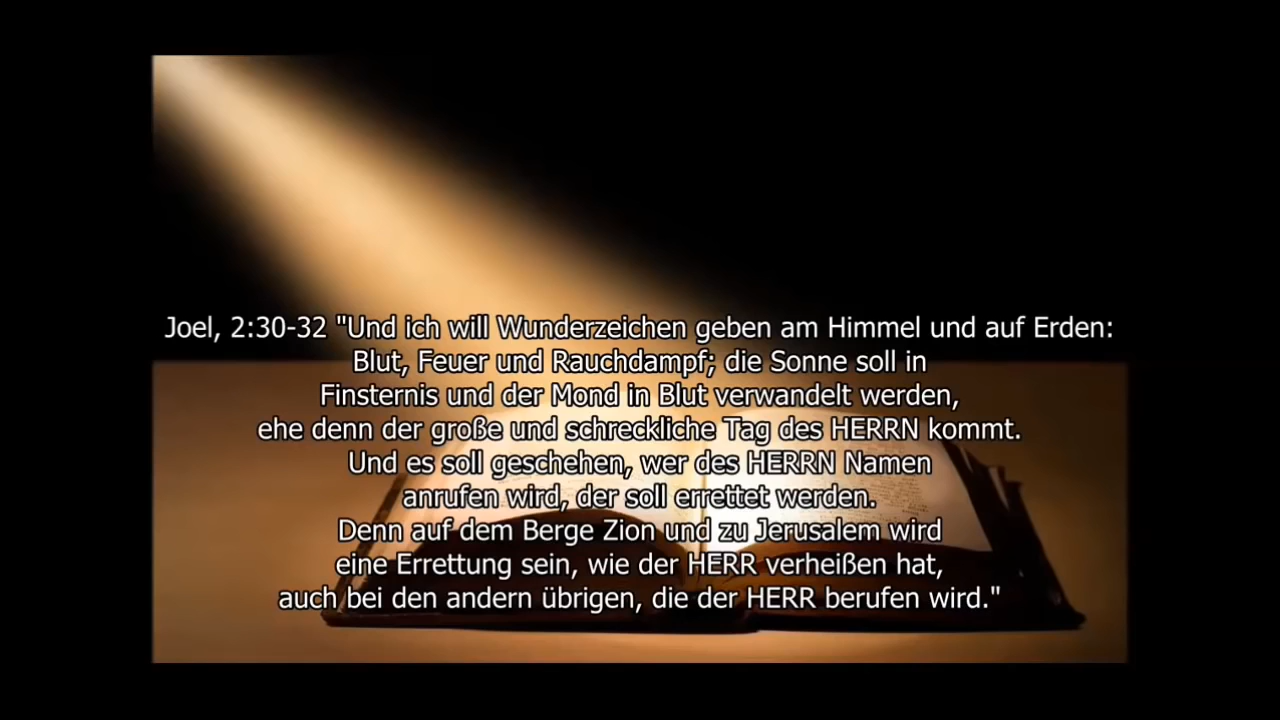 Joel, 2:30-32 "Und ich will Wunderzeichen geben am Himmel und auf Erden:
Blut, Feuer und Rauchdampf; die Sonne soll in
Finsternis und der Mond in Blut verwandelt werden,
ehe denn der große und schreckliche Tag des HERRN kommt.
Und es soll geschehen, wer des HERRN Namen
anrufen wird, der soll errettet werden.
Denn auf dem Berge Zion und zu Jerusalem wird
eine Errettung sein, wie der HERR verheißen hat,
auch bei den andern übrigen, die der HERR berufen wird."